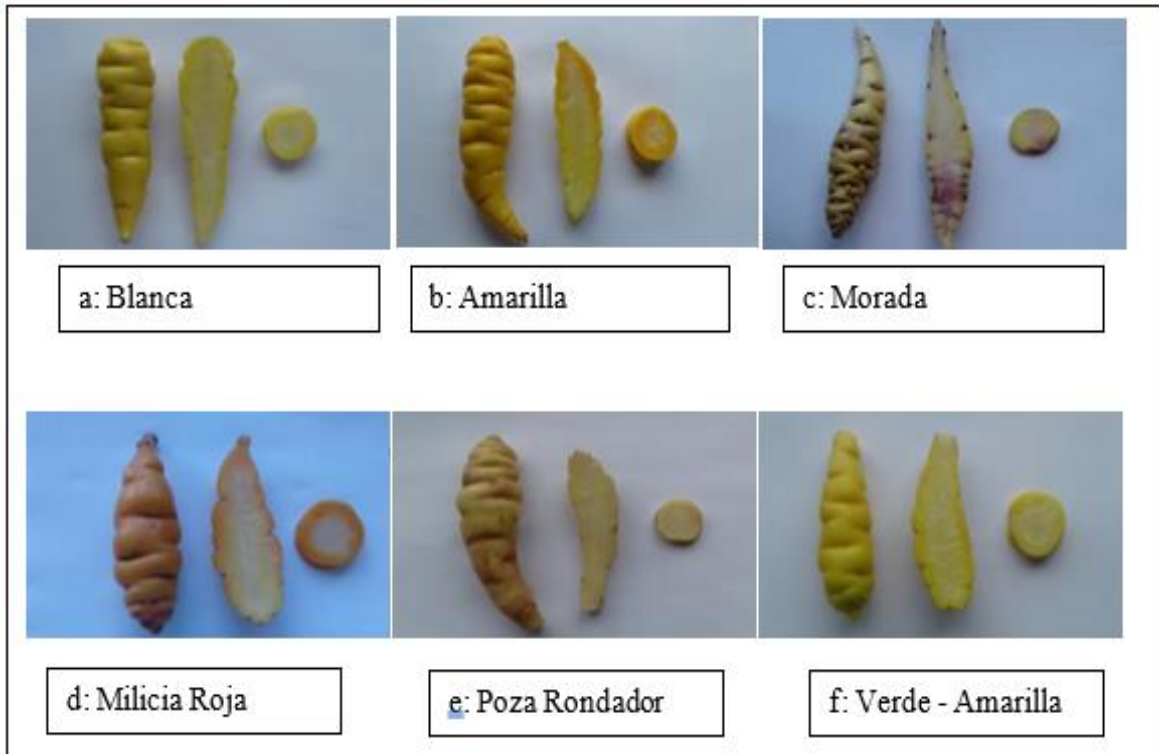 a: Blanca
b: Amarilla
c: Morada
d: Milicia Roja
e: Poza Rondador
f: Verde - Amarilla